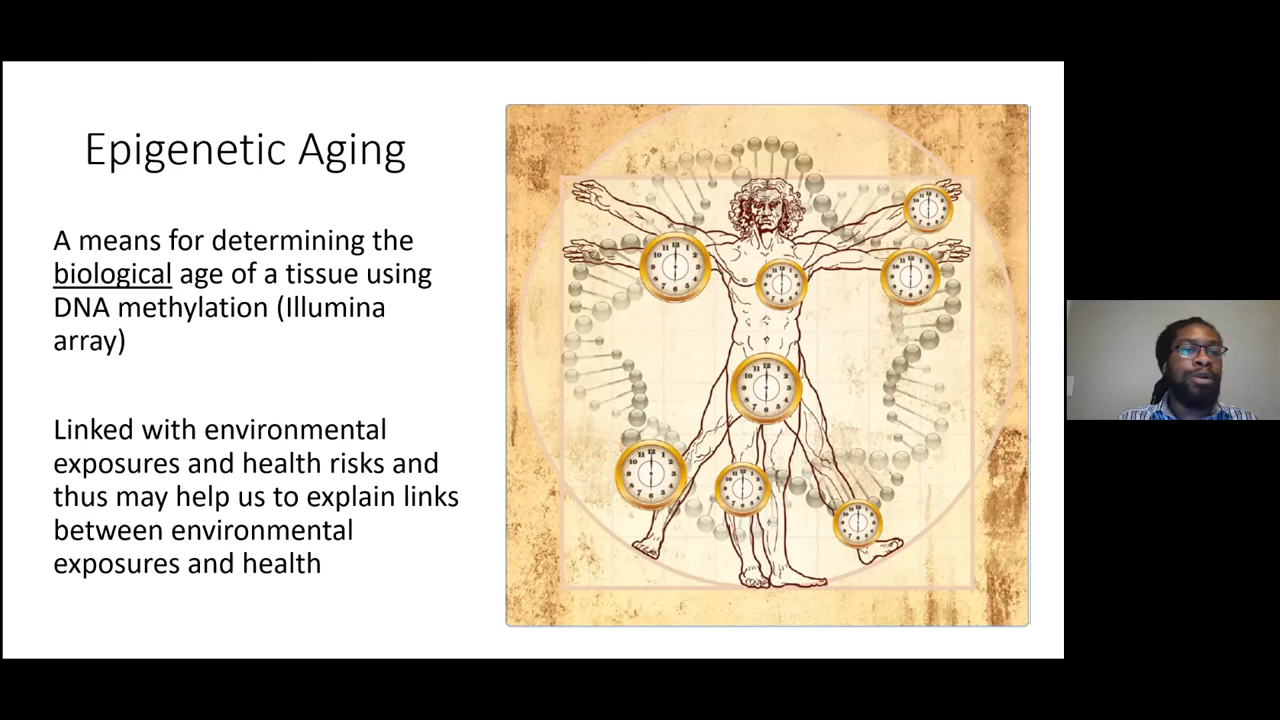 Epigenetic Aging
A means for determining the
biological age of a tissue using
DNA methylation (Illumina
array)
Linked with environmental
exposures and health risks and
thus may help us to explain links
between environmental
exposures and health